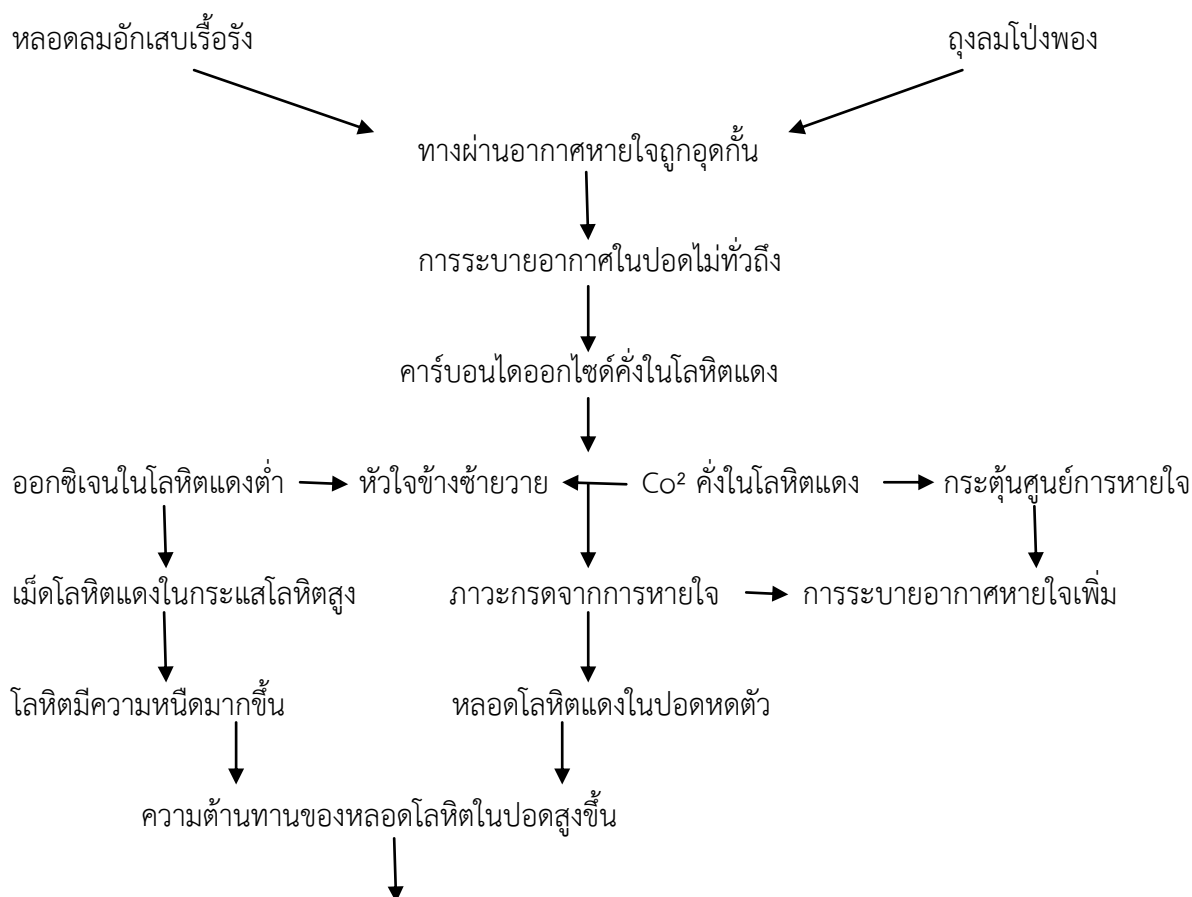 หลอดลมอักเสบเรื้อรัง ถุงลมโป่งพอง
ทางผ่านอากาศหายใจถูกอุดกั้น
การระบายอากาศในปอดไม่ทั่วถึง
คาร์บอนไดออกไซด์คั่งในโลหิตแดง
ออกซิเจนในโลหิตแดงต่ำ หัวใจข้างซ้ายวาย Co² คั่งในโลหิตแดง กระตุ้นศูนย์การหายใจ
เม็ดโลหิตแดงในกระแสโลหิตสูง ภาวะกรดจากการหายใจ การระบายอากาศหายใจเพิ่ม
โลหิตมีความหนืดมากขึ้น หลอดโลหิตแดงในปอดหดตัว
ความต้านทานของหลอดโลหิตในปอดสูงขึ้น